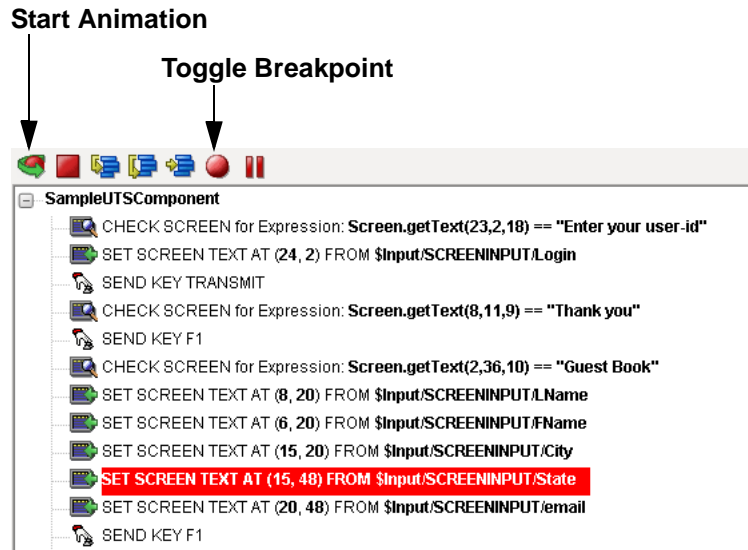 Start Animation
Toggle Breakpoint
SampleUTSComponent
CHECK SCREEN for Expression: Screen.getText(23,2,18) == "Enter your user-id"
SET SCREEN TEXT AT (24, 2) FROM $Input/SCREENINPUT/Login
SEND KEY TRANSMIT
CHECK SCREEN for Expression: Screen.getText(8,11,9) == "Thank you"
SEND KEY F1
CHECK SCREEN for Expression: Screen.getText(2,36,10) == "Guest Book"
SET SCREEN TEXT AT (8, 20) FROM $Input/SCREENINPUT/LName
SET SCREEN TEXT AT (6, 20) FROM $Input/SCREENINPUT/FName
SET SCREEN TEXT AT (15, 20) FROM $Input/SCREENINPUT/City
SET SCREEN TEXT AT (15, 48) FROM $Input/SCREENINPUT/State
SET SCREEN TEXT AT (20, 48) FROM $Input/SCREENINPUT/email
SEND KEY F1